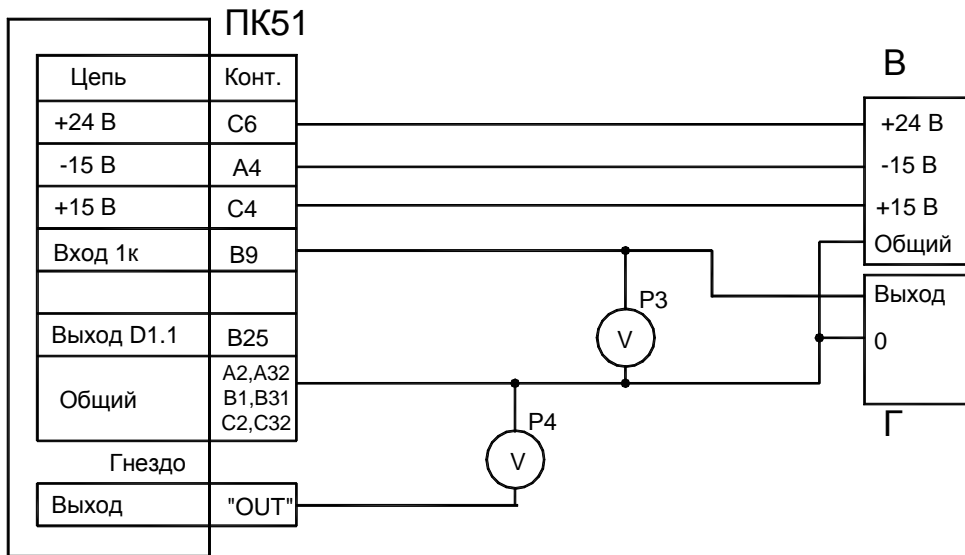 ПК51
Цепь Конт.
+24 В С6
-15 В А4
+15 В С4
Вход 1к В9
Выход D1.1 В25
Общий
А2,А32
В1,В31
С2,С32
Гнездо
Выход "OUT"
Р3
V
Р4
V
В
+24 В
-15 В
+15 В
Общий
Выход
0
Г